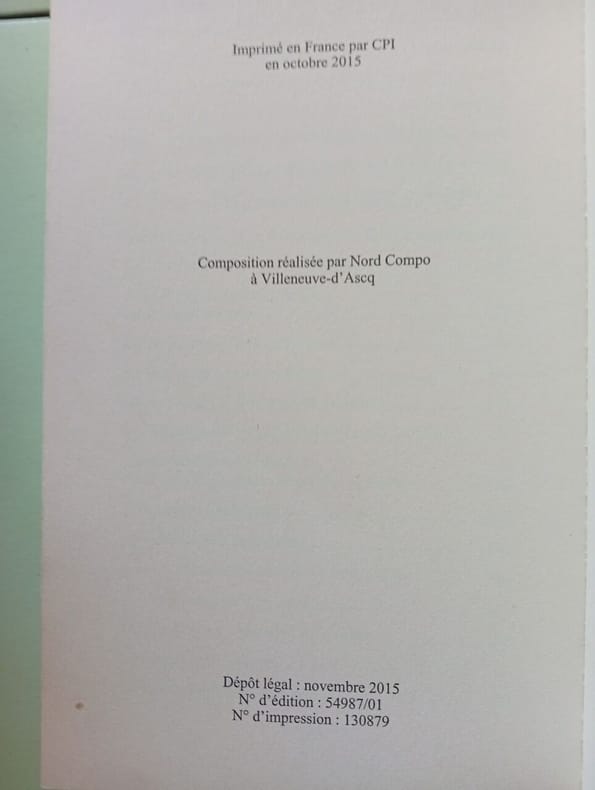 Imprimé en France par CPI
en octobre 2015
Composition réalisée par Nord Compo
à Villeneuve-d’Ascq
Dépôt légal : novembre 2015
N° d’édition : 54987/01
N° d’impression : 130879